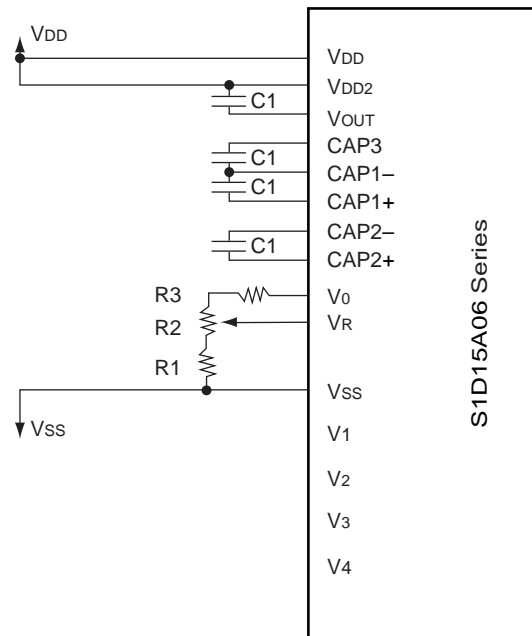 VDD
VDD
VDD2
C1
VOUT
CAP3
C1
CAP1–
C1
CAP1+
CAP2–
C1
CAP2+
R3
V0
R2
VR
R1
VSS
VSS
V1
V2
V3
V4
S1D15A06 Series